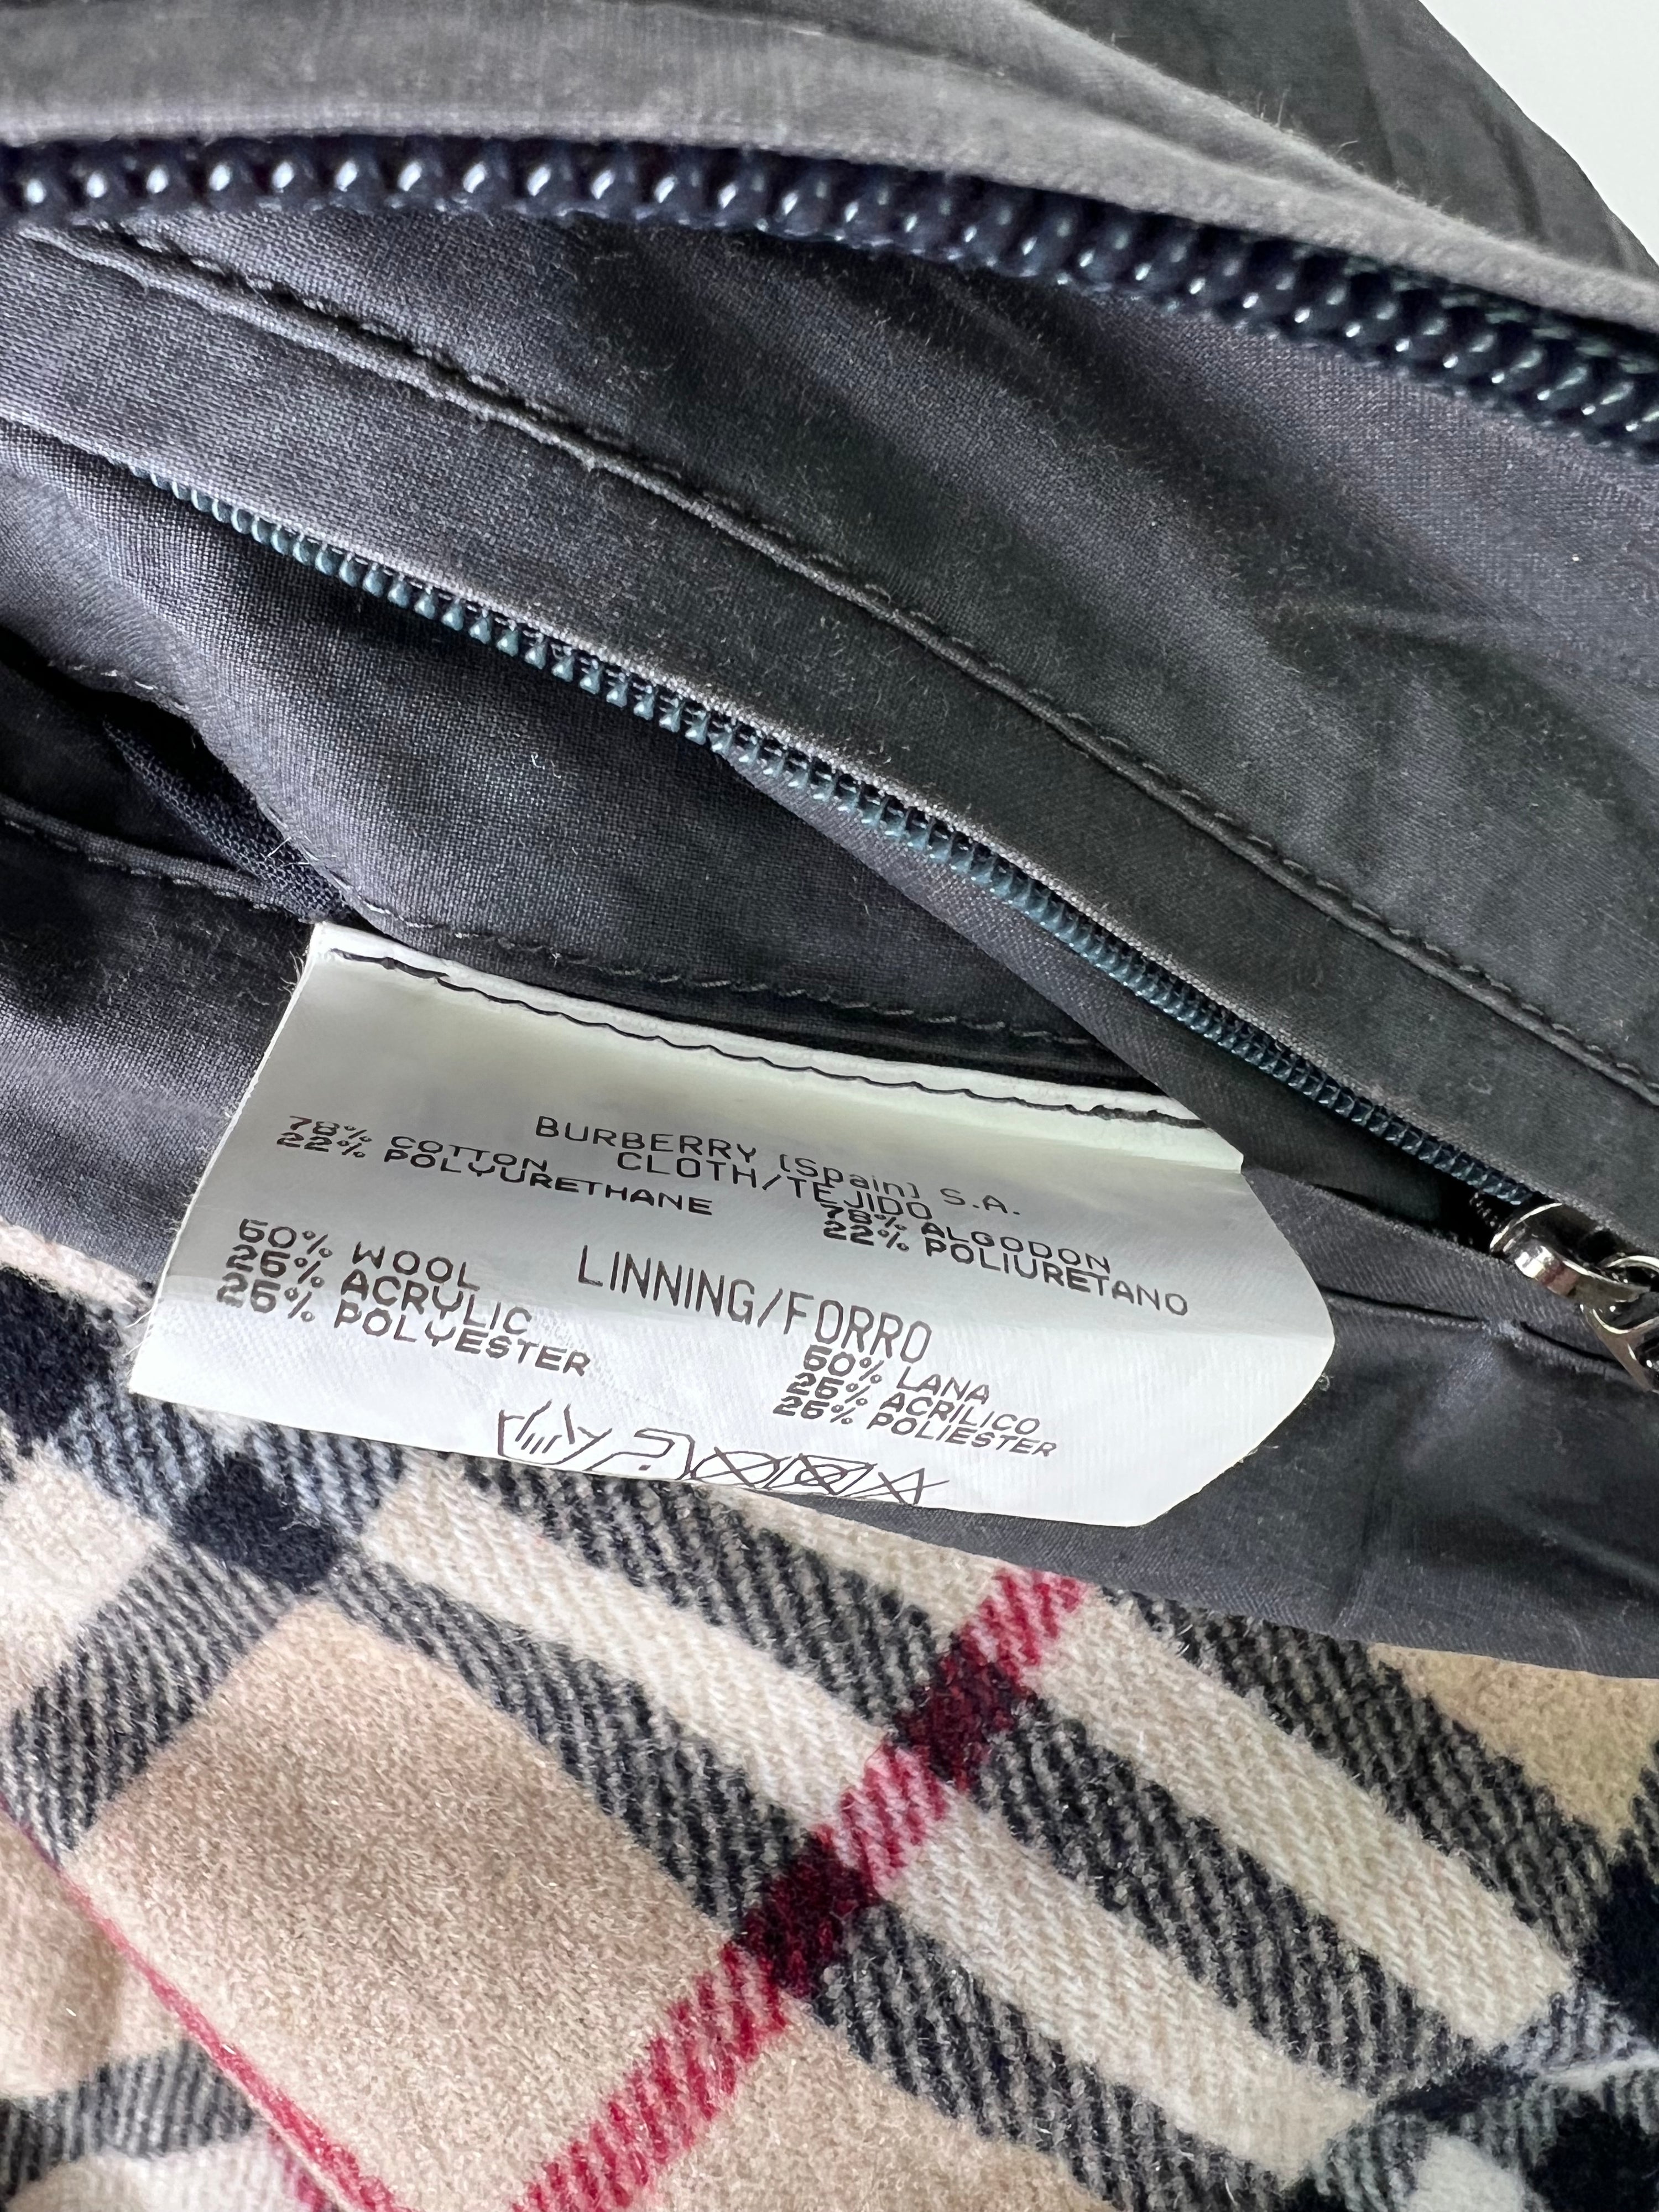 BURBERRY (Spain) S.A.
CLOTH/TEJIDO
78% COTTON 78% ALGODON
22% POLYURETHANE 22% POLIURETANO
LINNING/FORRO
50% WOOL 50% LANA
25% ACRYLIC 25% ACRILICO
25% POLYESTER 25% POLIESTER